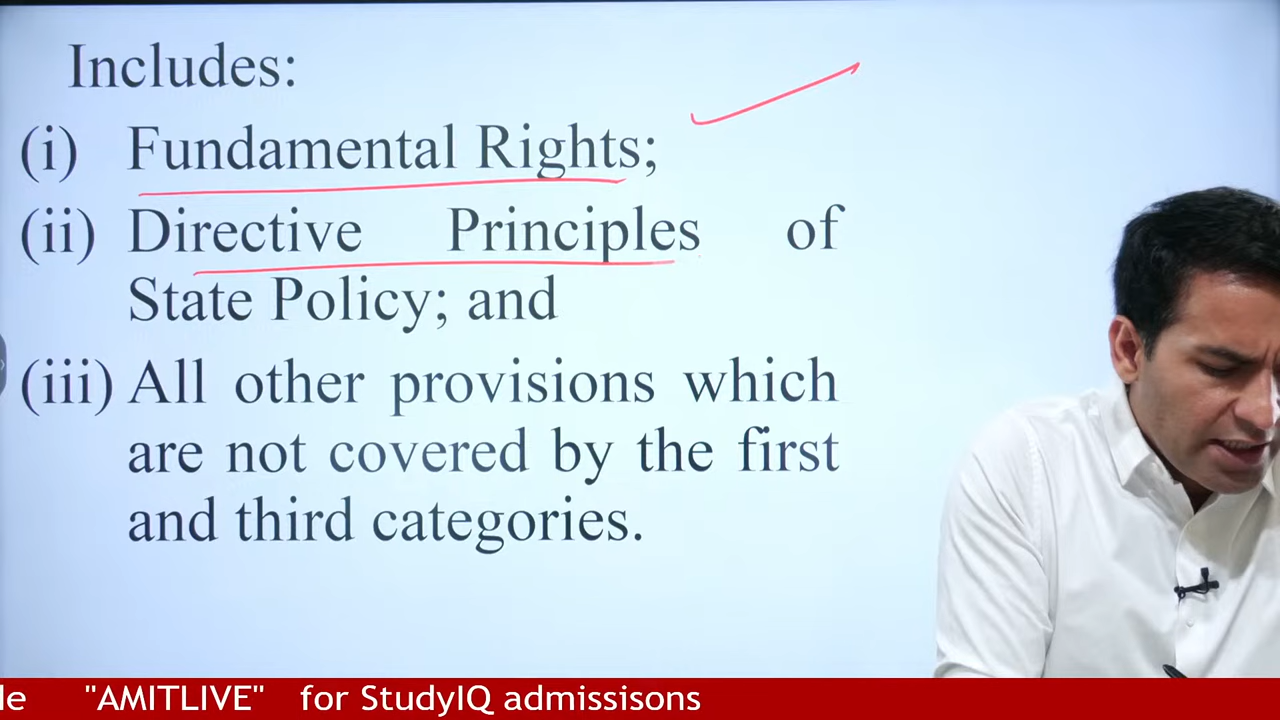 Includes:
(i) Fundamental Rights;
(ii) Directive Principles of
State Policy; and
(iii) All other provisions which
are not covered by the first
and third categories.
de "AMITLIVE" for StudyIQ admissisons